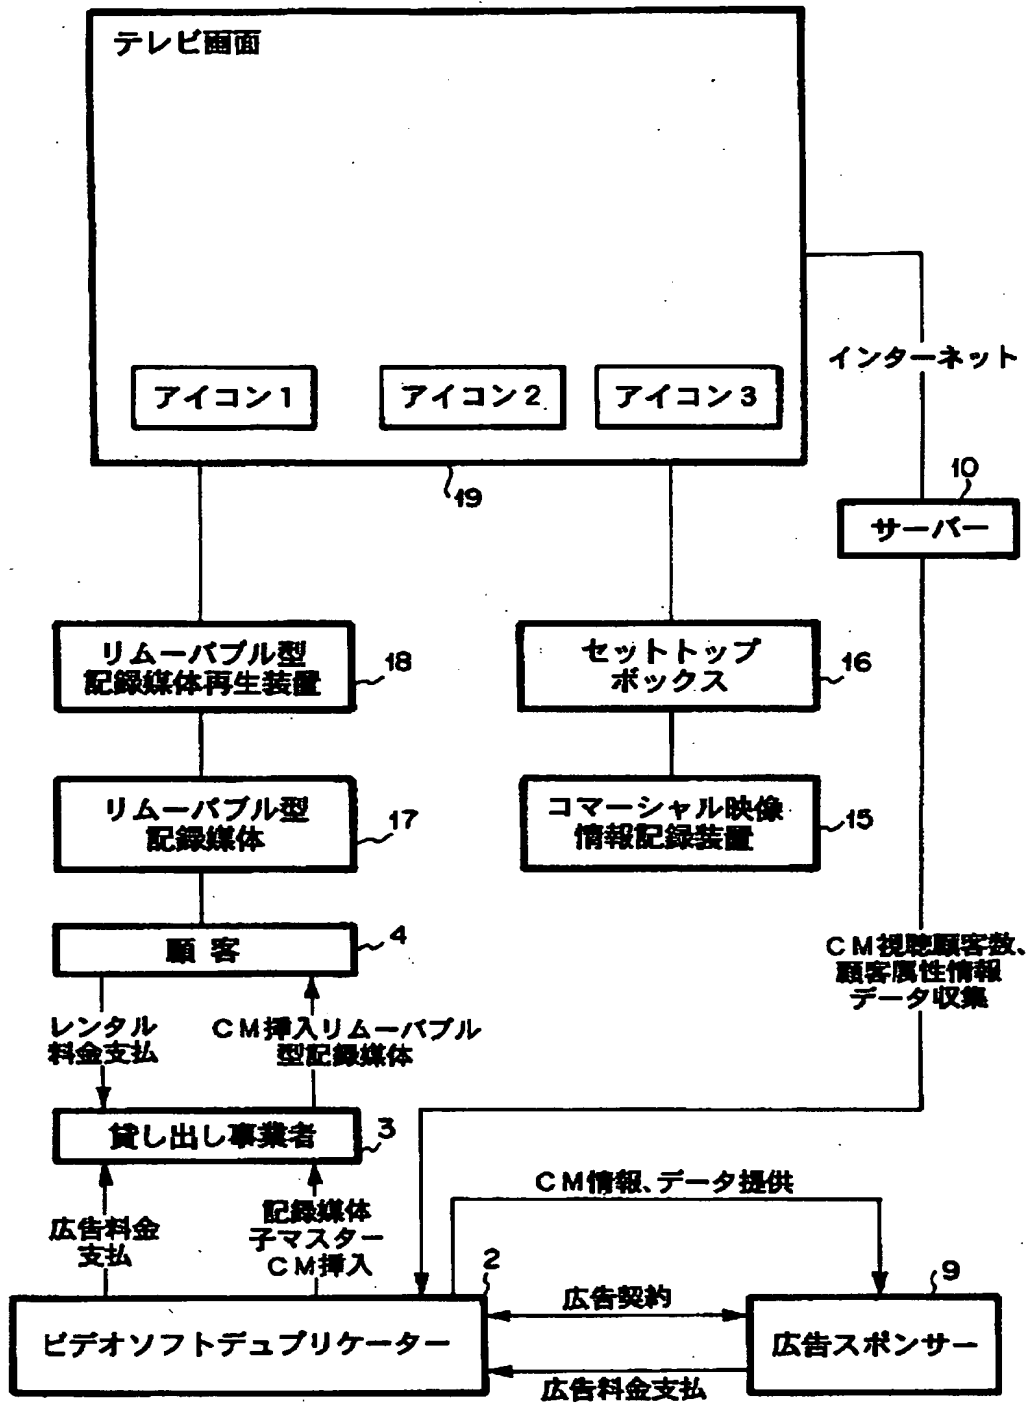 テレビ画面
インターネット
アイコン1
アイコン2
アイコン3
19
10
サーバー
リムーバブル型
記録媒体再生装置
18
セットトップ
ボックス
16
リムーバブル型
記録媒体
17
コマーシャル映像
情報記録装置
15
顧客
4
CM視聴顧客数、
顧客属性情報
データ収集
レンタル
料金支払
CM挿入リムーバブル
型記録媒体
貸し出し事業者
3
CM情報、データ提供
広告料金
支払
記録媒体
子マスター
CM挿入
2
9
広告契約
ビデオソフトデュプリケーター
広告スポンサー
広告料金支払